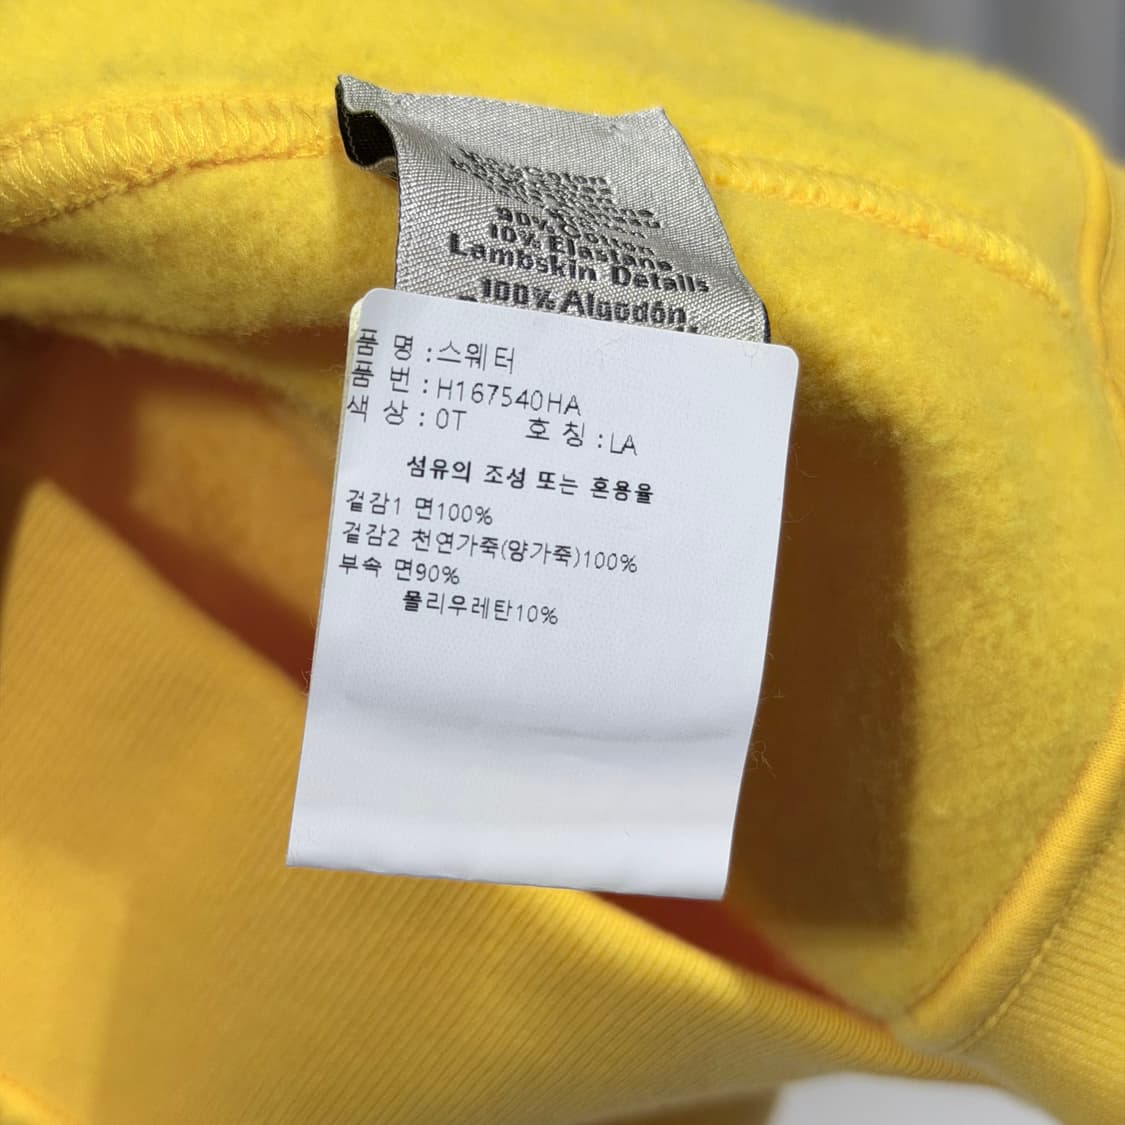 90% Cotton
10% Elastane
Lambskin Details
100% Algodón
품 명 : 스웨터
품 번 : H167540HA
색 상 : 0T 호 칭 : LA
섬유의 조성 또는 혼용율
겉감1 면100%
겉감2 천연가죽(양가죽)100%
부속 면90%
폴리우레탄10%